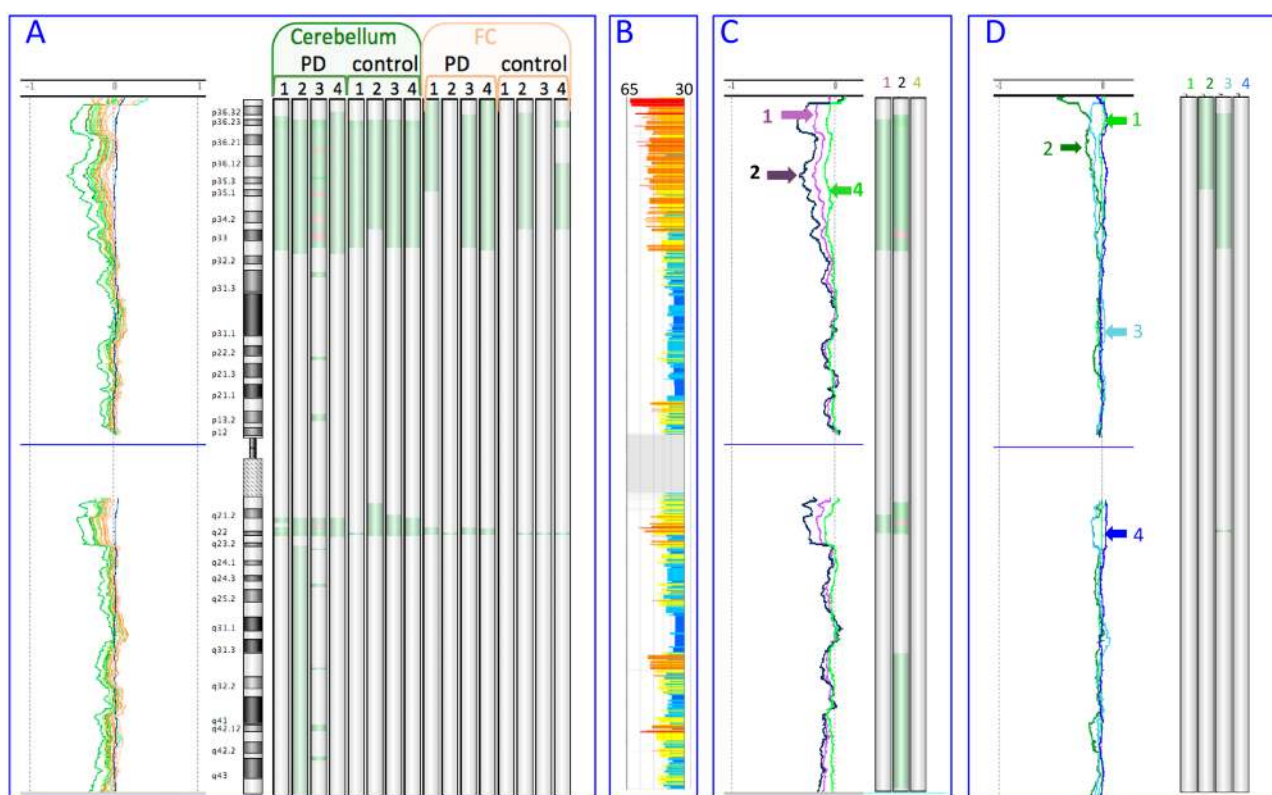 A
B
C
D
Cerebellum FC
PD control PD control
1 2 3 4 1 2 3 4 1 2 3 4 1 2 3 4
-1 0 1
p36.32
p36.23
p36.21
p36.12
p35.3
p35.1
p34.2
p33
p32.2
p31.3
p31.1
p22.2
p21.3
p21.1
p13.2
p12
q21.2
q22
q23.2
q24.1
q24.3
q25.2
q31.1
q31.3
q32.2
q41
q42.12
q42.2
q43
-1 0
65 30
-1 0
1 2 4
1
2
4
-1 0
-1 0
1 2 3 4
1
2
3
4
0